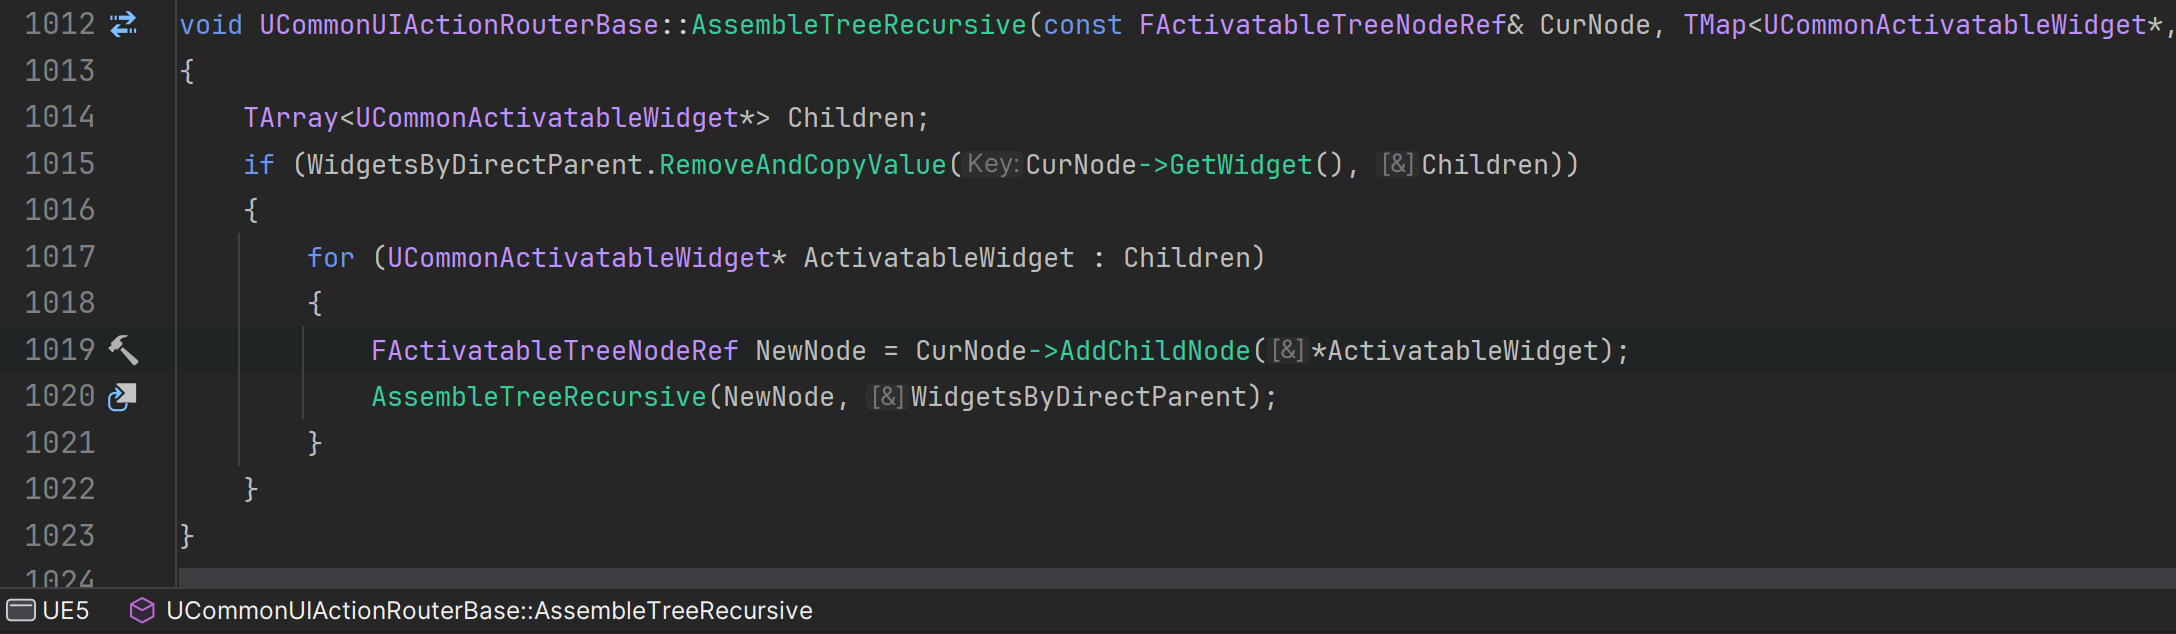 1012 void UCommonUIActionRouterBase::AssembleTreeRecursive(const FActivatableTreeNodeRef& CurNode, TMap<UCommonActivatableWidget*,
1013 {
1014 TArray<UCommonActivatableWidget*> Children;
1015 if (WidgetsByDirectParent.RemoveAndCopyValue(Key:CurNode->GetWidget(), [&]Children))
1016 {
1017 for (UCommonActivatableWidget* ActivatableWidget : Children)
1018 {
1019 FActivatableTreeNodeRef NewNode = CurNode->AddChildNode([&]*ActivatableWidget);
1020 AssembleTreeRecursive(NewNode, [&]WidgetsByDirectParent);
1021 }
1022 }
1023 }
1024
UE5 UCommonUIActionRouterBase::AssembleTreeRecursive